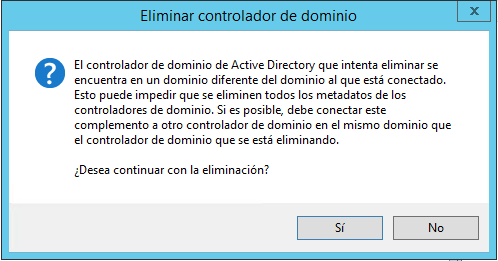 Eliminar controlador de dominio
x
El controlador de dominio de Active Directory que intenta eliminar se
encuentra en un dominio diferente del dominio al que está conectado.
Esto puede impedir que se eliminen todos los metadatos de los
controladores de dominio. Si es posible, debe conectar este
complemento a otro controlador de dominio en el mismo dominio que
el controlador de dominio que se está eliminando.
¿Desea continuar con la eliminación?
Sí
No